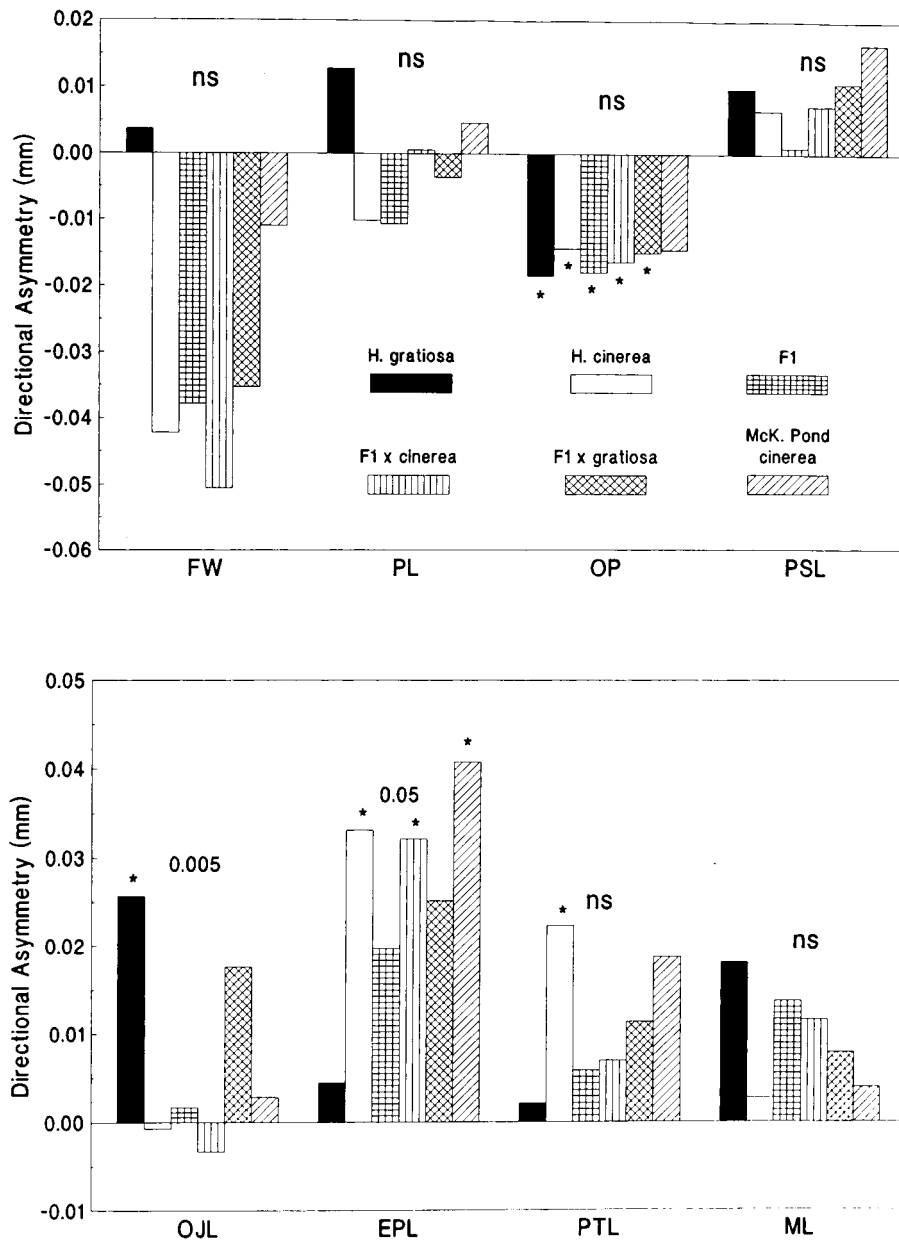 0.02
0.01
0.00
-0.01
-0.02
-0.03
-0.04
-0.05
-0.06
Directional Asymmetry (mm)
ns
ns
ns
ns
*
*
*
*
*
H. gratiosa
H. cinerea
F1
F1 x cinerea
F1 x gratiosa
McK. Pond
cinerea
FW
PL
OP
PSL
0.05
0.04
0.03
0.02
0.01
0.00
-0.01
Directional Asymmetry (mm)
*
0.005
*
0.05
*
*
*
ns
ns
OJL
EPL
PTL
ML